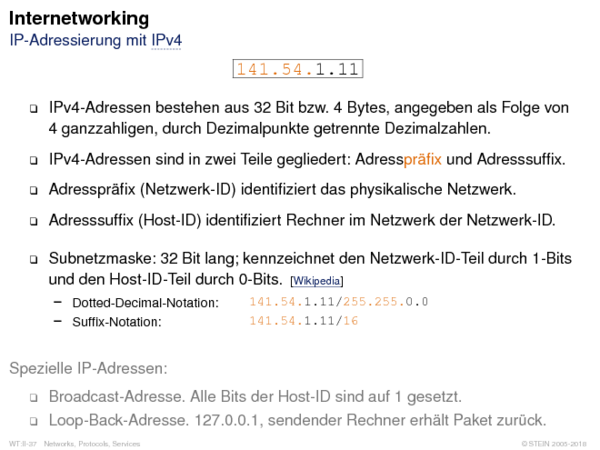 Internetworking
IP-Adressierung mit IPv4
141.54.1.11
❑ IPv4-Adressen bestehen aus 32 Bit bzw. 4 Bytes, angegeben als Folge von
4 ganzzahligen, durch Dezimalpunkte getrennte Dezimalzahlen.
❑ IPv4-Adressen sind in zwei Teile gegliedert: Adresspräfix und Adresssuffix.
❑ Adresspräfix (Netzwerk-ID) identifiziert das physikalische Netzwerk.
❑ Adresssuffix (Host-ID) identifiziert Rechner im Netzwerk der Netzwerk-ID.
❑ Subnetzmaske: 32 Bit lang; kennzeichnet den Netzwerk-ID-Teil durch 1-Bits
und den Host-ID-Teil durch 0-Bits. [Wikipedia]
– Dotted-Decimal-Notation: 141.54.1.11/255.255.0.0
– Suffix-Notation: 141.54.1.11/16
Spezielle IP-Adressen:
❑ Broadcast-Adresse. Alle Bits der Host-ID sind auf 1 gesetzt.
❑ Loop-Back-Adresse. 127.0.0.1, sendender Rechner erhält Paket zurück.
WT:II-37 Networks, Protocols, Services © STEIN 2005-2018